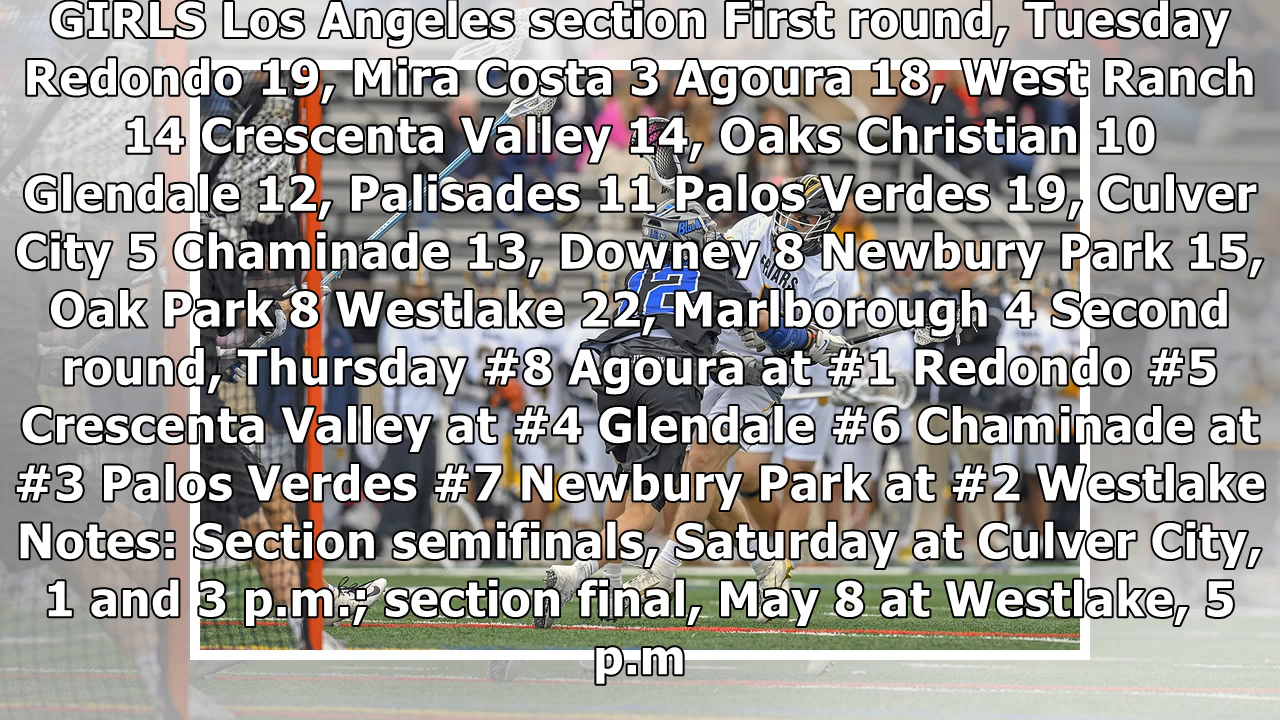 GIRLS Los Angeles section First round, Tuesday
Redondo 19, Mira Costa 3 Agoura 18, West Ranch
14 Crescenta Valley 14, Oaks Christian 10
Glendale 12, Palisades 11 Palos Verdes 19, Culver
City 5 Chaminade 13, Downey 8 Newbury Park 15,
Oak Park 8 Westlake 22, Marlborough 4 Second
round, Thursday #8 Agoura at #1 Redondo #5
Crescenta Valley at #4 Glendale #6 Chaminade at
#3 Palos Verdes #7 Newbury Park at #2 Westlake
Notes: Section semifinals, Saturday at Culver City,
1 and 3 p.m.; section final, May 8 at Westlake, 5
p.m
12